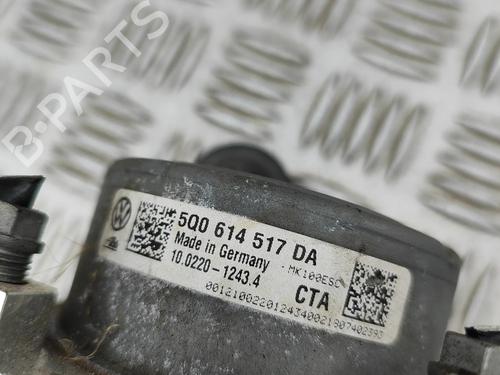 B-PARTS
5Q0 614 517 DA
Made in Germany
10.0220-1243.4
MK100ESC
CTA